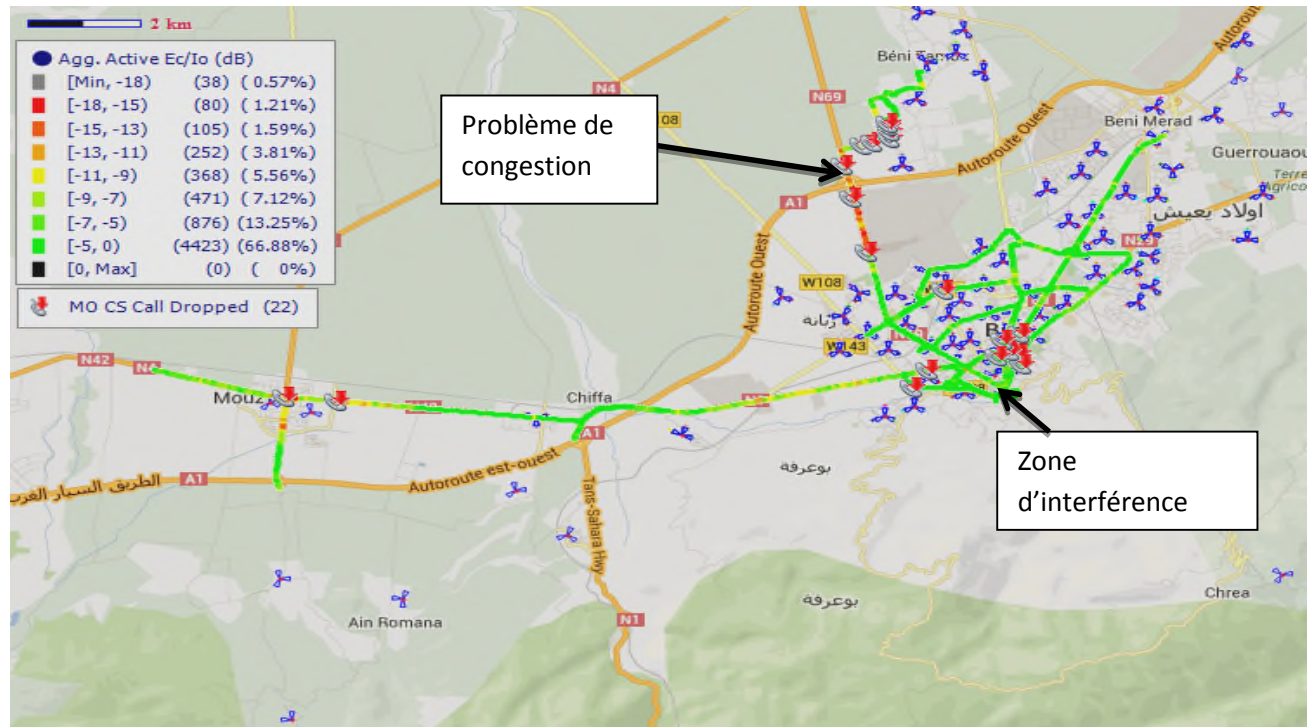 2 km
Agg. Active Ec/Io (dB)
[Min, -18) (38) ( 0.57%)
[-18, -15) (80) ( 1.21%)
[-15, -13) (105) ( 1.59%)
[-13, -11) (252) ( 3.81%)
[-11, -9) (368) ( 5.56%)
[-9, -7) (471) ( 7.12%)
[-7, -5) (876) (13.25%)
[-5, 0) (4423) (66.88%)
[0, Max] (0) ( 0%)
MO CS Call Dropped (22)
Problème de
congestion
Béni
N4
N69
08
Beni Merad
Autoroute Ouest
Guerrouaou
Terre
Agrico
اولاد يعيش
A1
N29
Autoroute Ouest
W108
زبانة
W143
N42
Mouz
Chiffa
A1
Autoroute est-ouest
A1
الطريق السيار الغرب
Tans-Sahara Hwy
بوعرفة
Zone
d’interférence
بوعرفة
Chrea
Ain Romana
N1